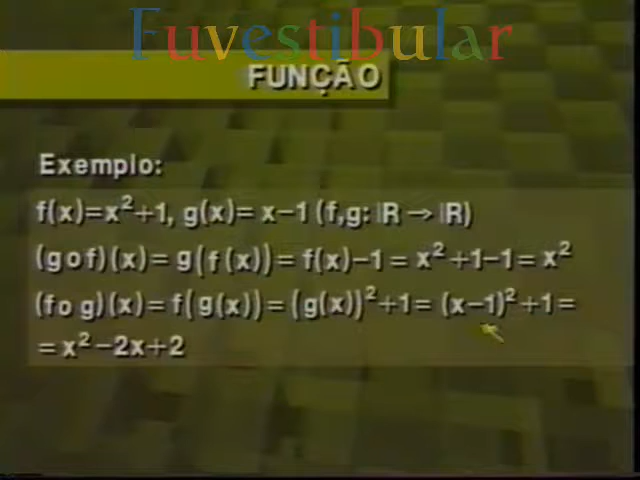 Fuvestibular
FUNÇÃO
Exemplo:
f(x)=x²+1, g(x)= x−1 (f,g: ℝ → ℝ)
(g o f)(x)= g(f(x))= f(x)−1 = x²+1−1= x²
(f o g)(x)= f(g(x))= (g(x))²+1= (x−1)²+1=
= x²−2x+2